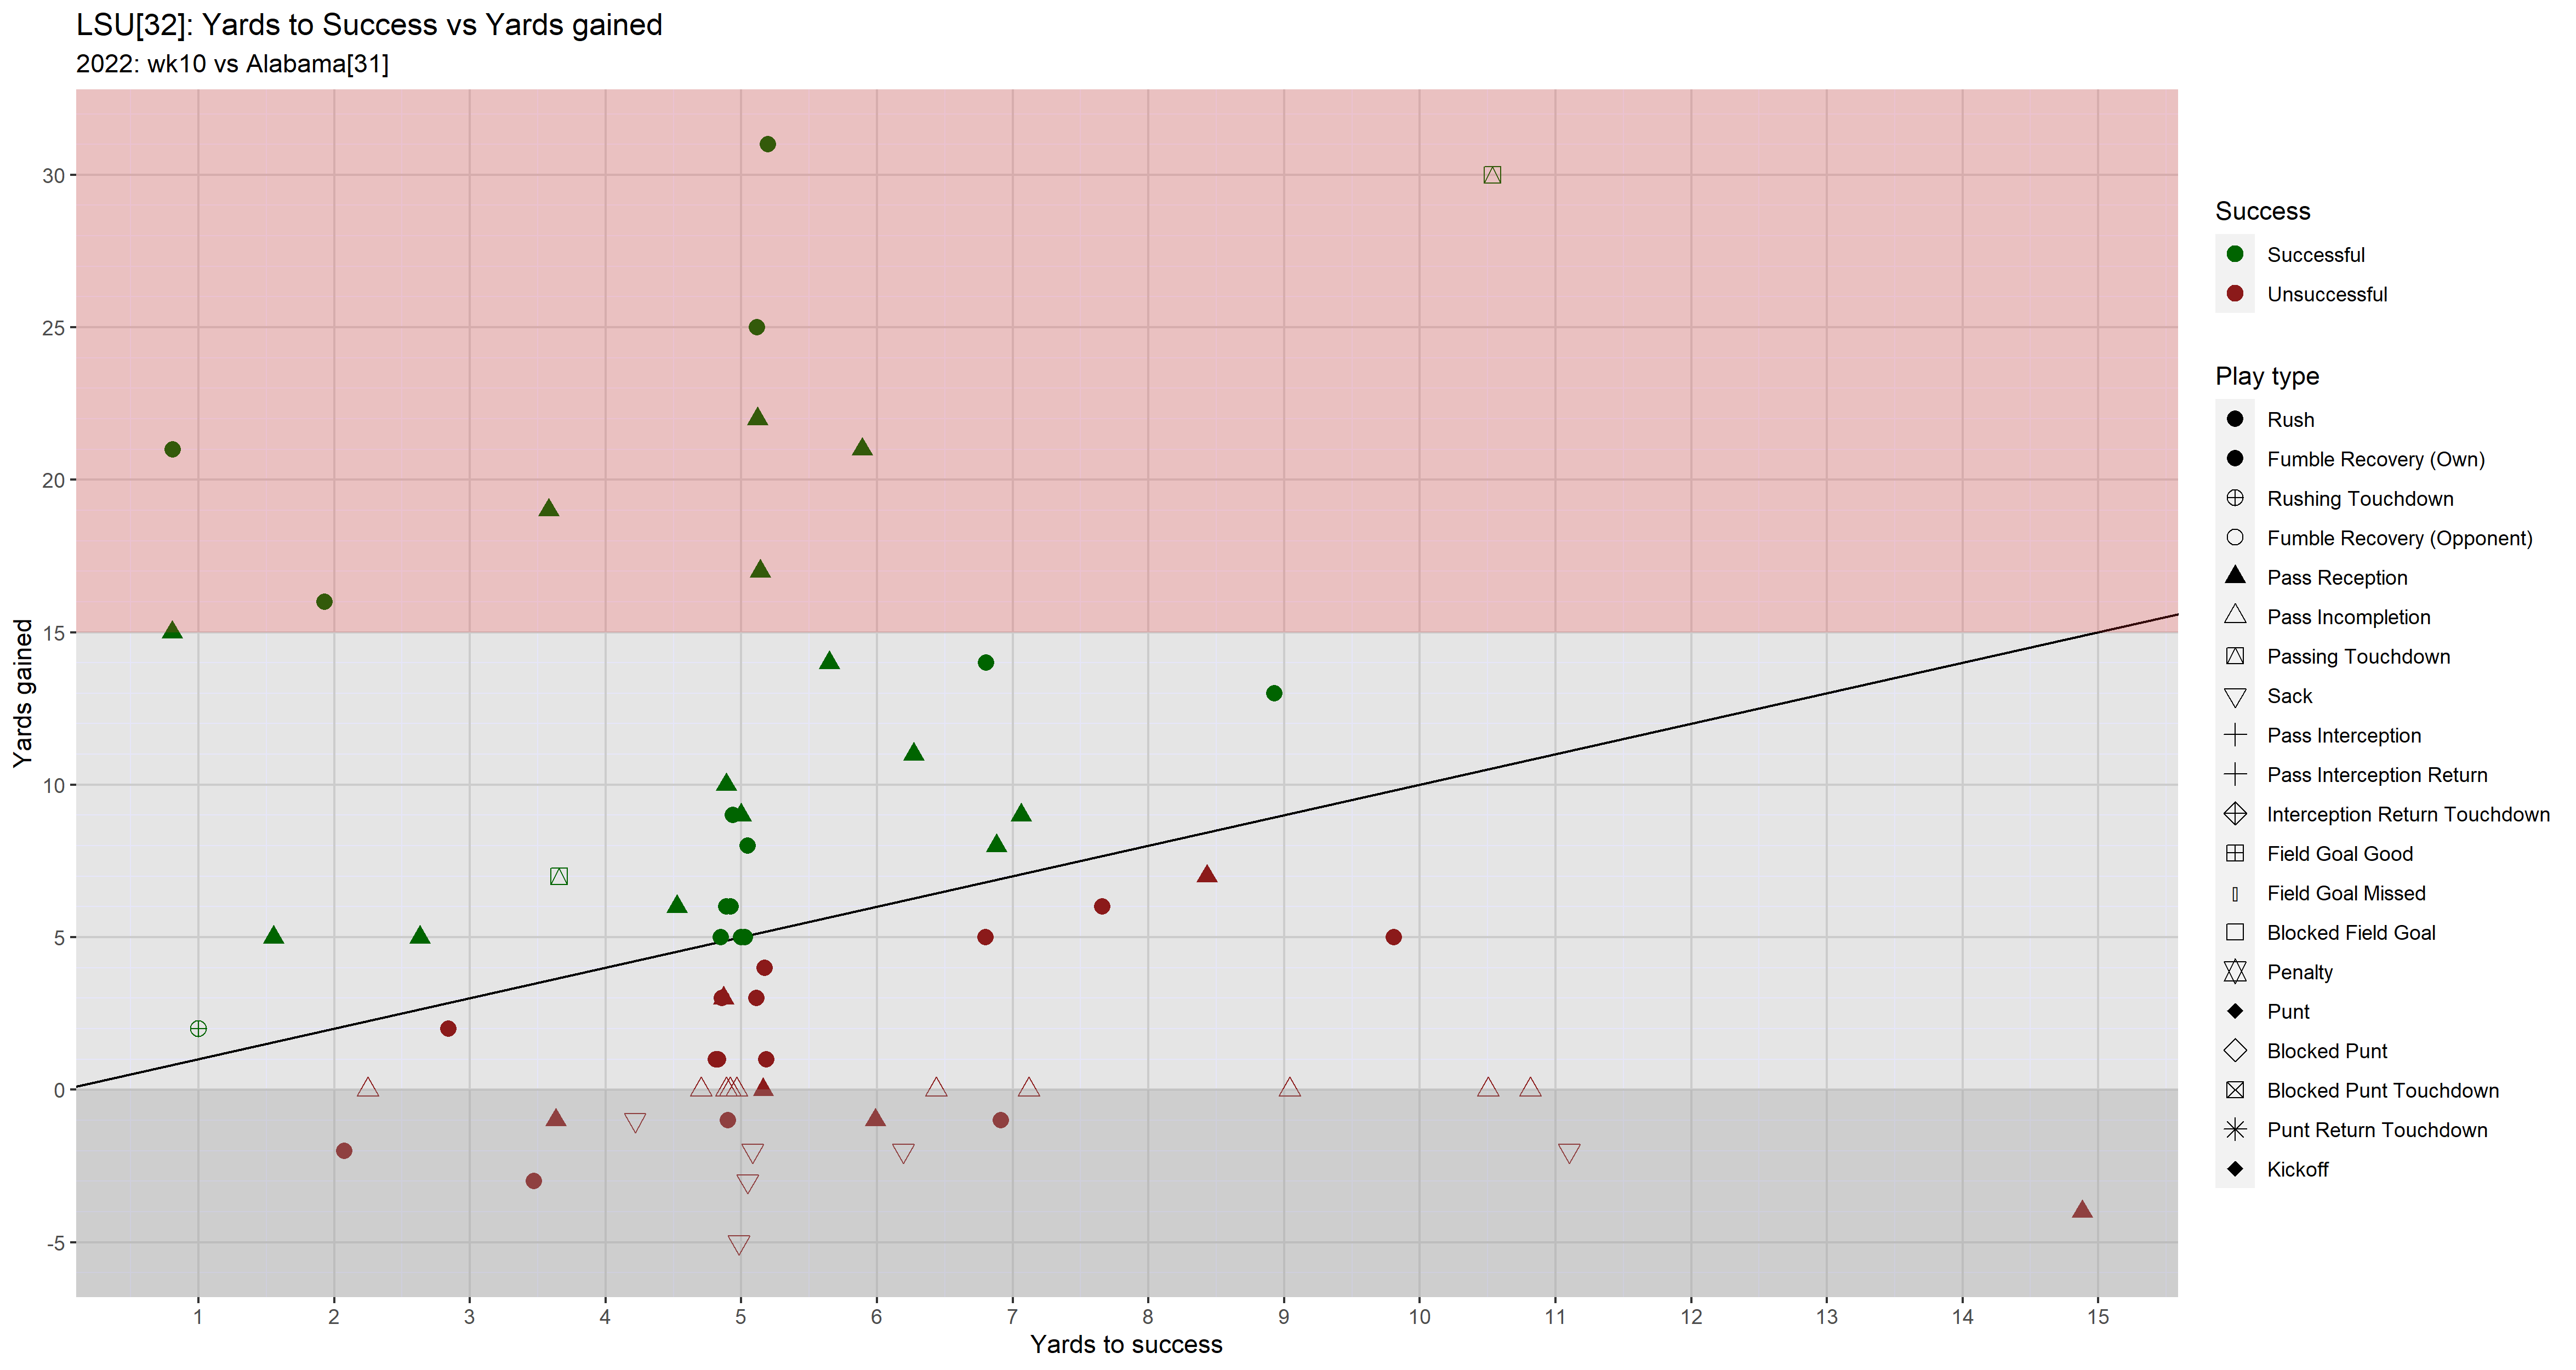 LSU[32]: Yards to Success vs Yards gained
2022: wk10 vs Alabama[31]
Yards gained
30
25
20
15
10
5
0
-5
1 2 3 4 5 6 7 8 9 10 11 12 13 14 15
Yards to success
Success
Successful
Unsuccessful
Play type
Rush
Fumble Recovery (Own)
Rushing Touchdown
Fumble Recovery (Opponent)
Pass Reception
Pass Incompletion
Passing Touchdown
Sack
Pass Interception
Pass Interception Return
Interception Return Touchdown
Field Goal Good
Field Goal Missed
Blocked Field Goal
Penalty
Punt
Blocked Punt
Blocked Punt Touchdown
Punt Return Touchdown
Kickoff